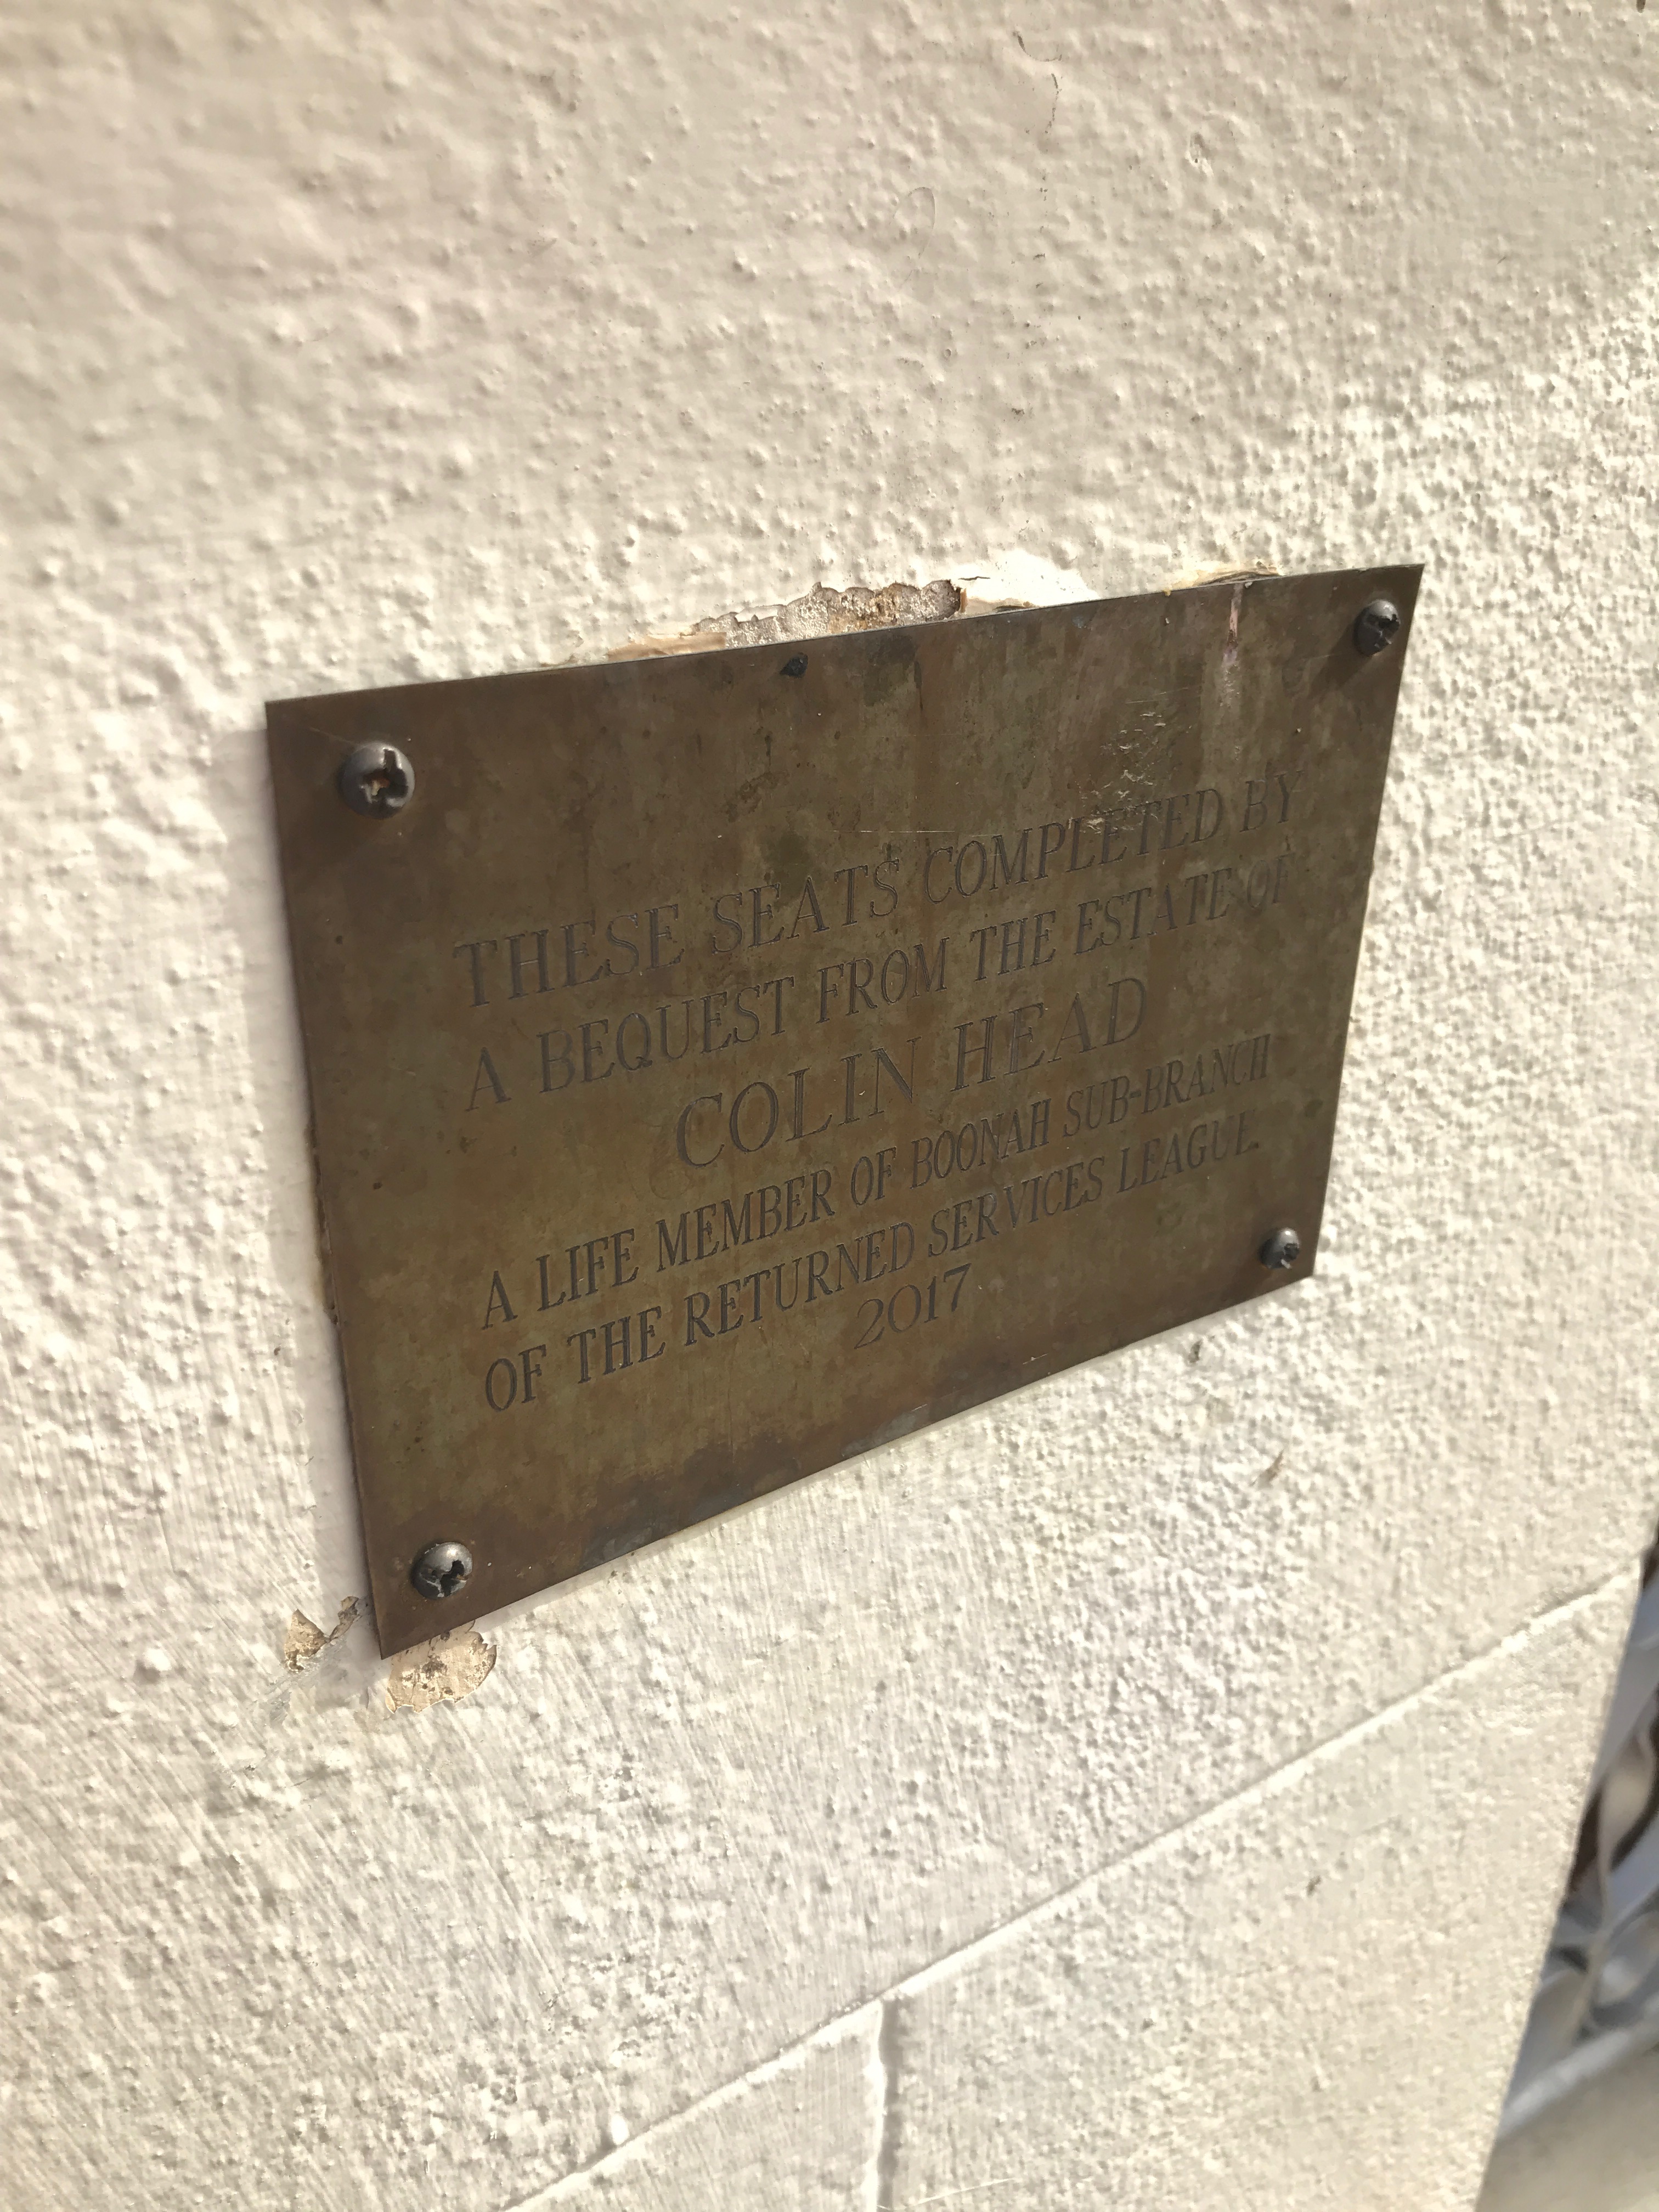 THESE SEATS COMPLETED BY
A BEQUEST FROM THE ESTATE OF
COLIN HEAD
A LIFE MEMBER OF BOONAH SUB-BRANCH
OF THE RETURNED SERVICES LEAGUE.
2017